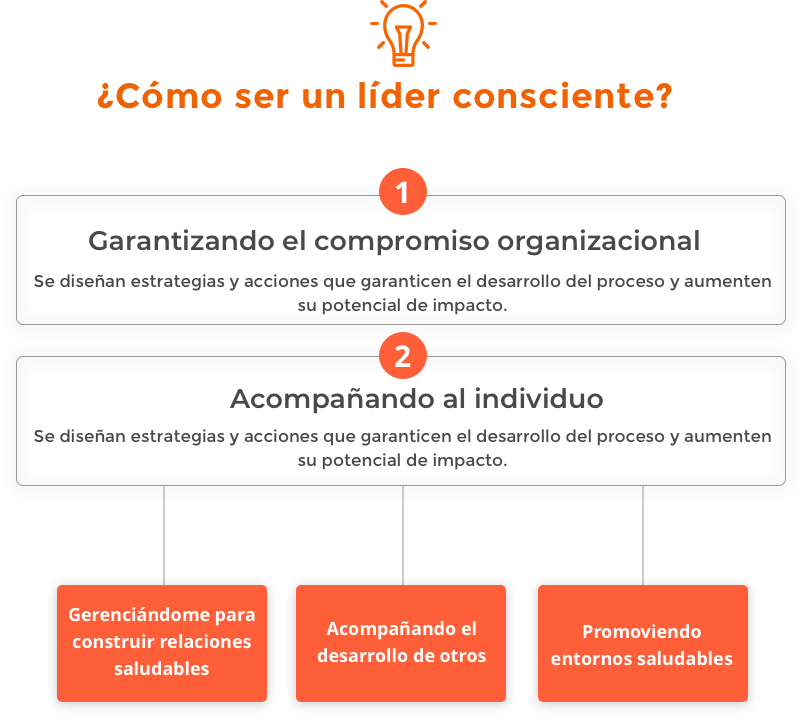 ¿Cómo ser un líder consciente?
1
Garantizando el compromiso organizacional
Se diseñan estrategias y acciones que garanticen el desarrollo del proceso y aumenten
su potencial de impacto.
2
Acompañando al individuo
Se diseñan estrategias y acciones que garanticen el desarrollo del proceso y aumenten
su potencial de impacto.
Gerenciándome para
construir relaciones
saludables
Acompañando el
desarrollo de otros
Promoviendo
entornos saludables